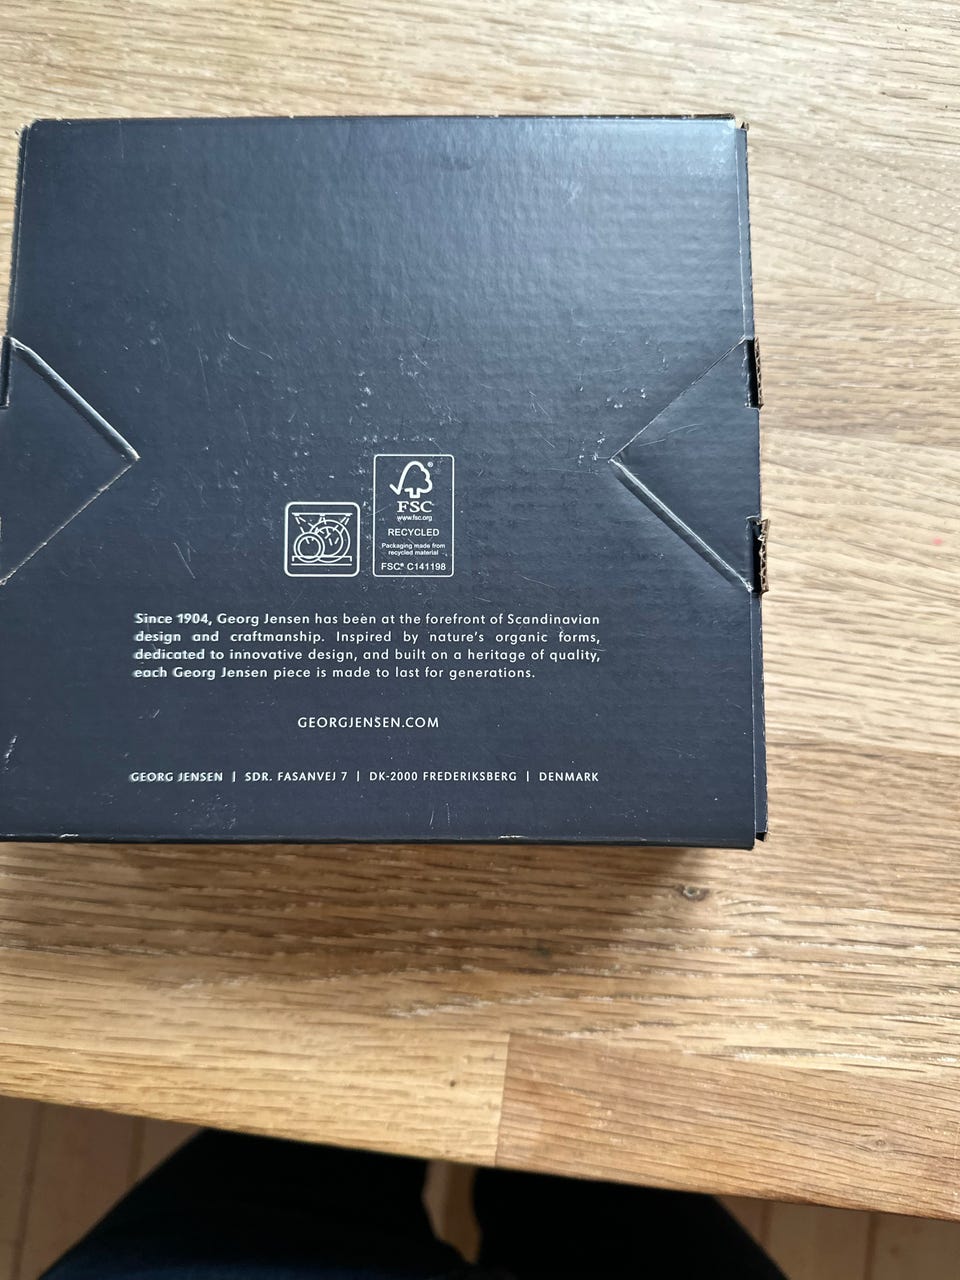 FSC®
www.fsc.org
RECYCLED
Packaging made from
recycled material
FSC® C141198
Since 1904, Georg Jensen has been at the forefront of Scandinavian
design and craftmanship. Inspired by nature's organic forms,
dedicated to innovative design, and built on a heritage of quality,
each Georg Jensen piece is made to last for generations.
GEORGJENSEN.COM
GEORG JENSEN | SDR. FASANVEJ 7 | DK-2000 FREDERIKSBERG | DENMARK